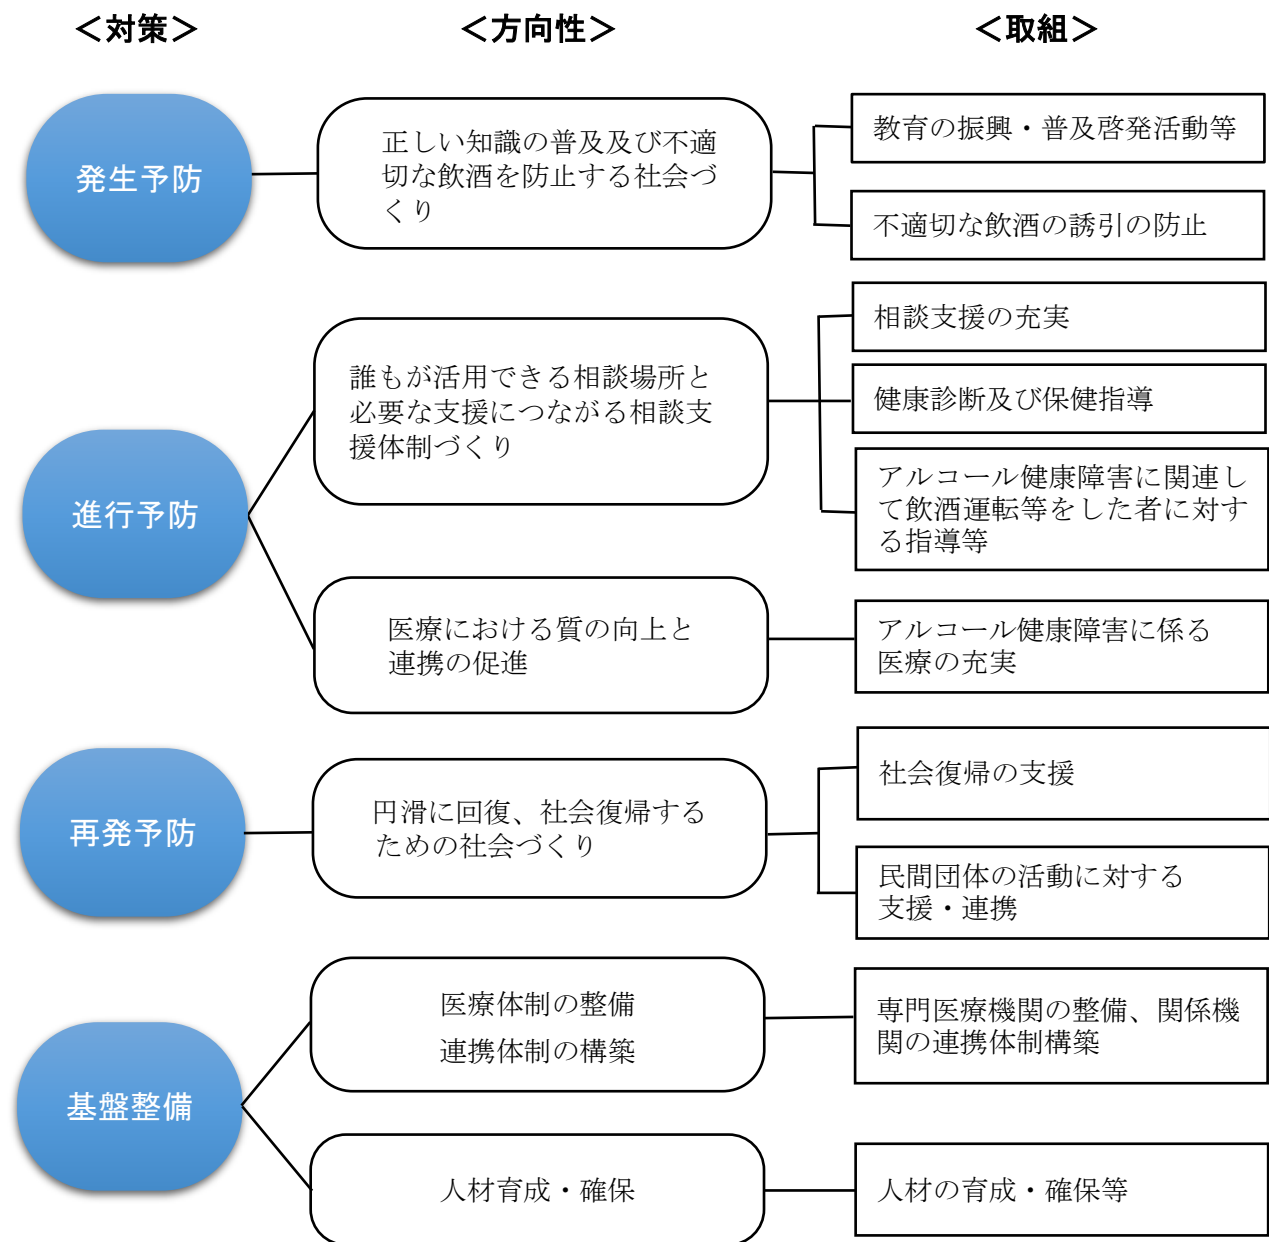 ＜対策＞
＜方向性＞
＜取組＞
発生予防
正しい知識の普及及び不適
切な飲酒を防止する社会づ
くり
教育の振興・普及啓発活動等
不適切な飲酒の誘引の防止
進行予防
誰もが活用できる相談場所と
必要な支援につながる相談支
援体制づくり
相談支援の充実
健康診断及び保健指導
アルコール健康障害に関連し
て飲酒運転等をした者に対す
る指導等
医療における質の向上と
連携の促進
アルコール健康障害に係る
医療の充実
再発予防
円滑に回復、社会復帰する
ための社会づくり
社会復帰の支援
民間団体の活動に対する
支援・連携
基盤整備
医療体制の整備
連携体制の構築
専門医療機関の整備、関係機
関の連携体制構築
人材育成・確保
人材の育成・確保等